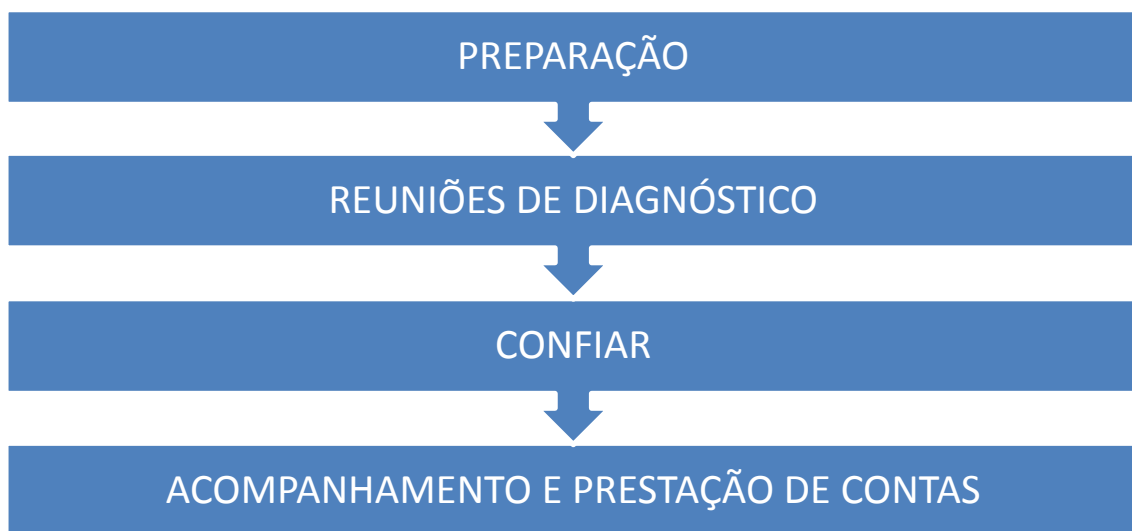 PREPARAÇÃO
REUNIÕES DE DIAGNÓSTICO
CONFIAR
ACOMPANHAMENTO E PRESTAÇÃO DE CONTAS